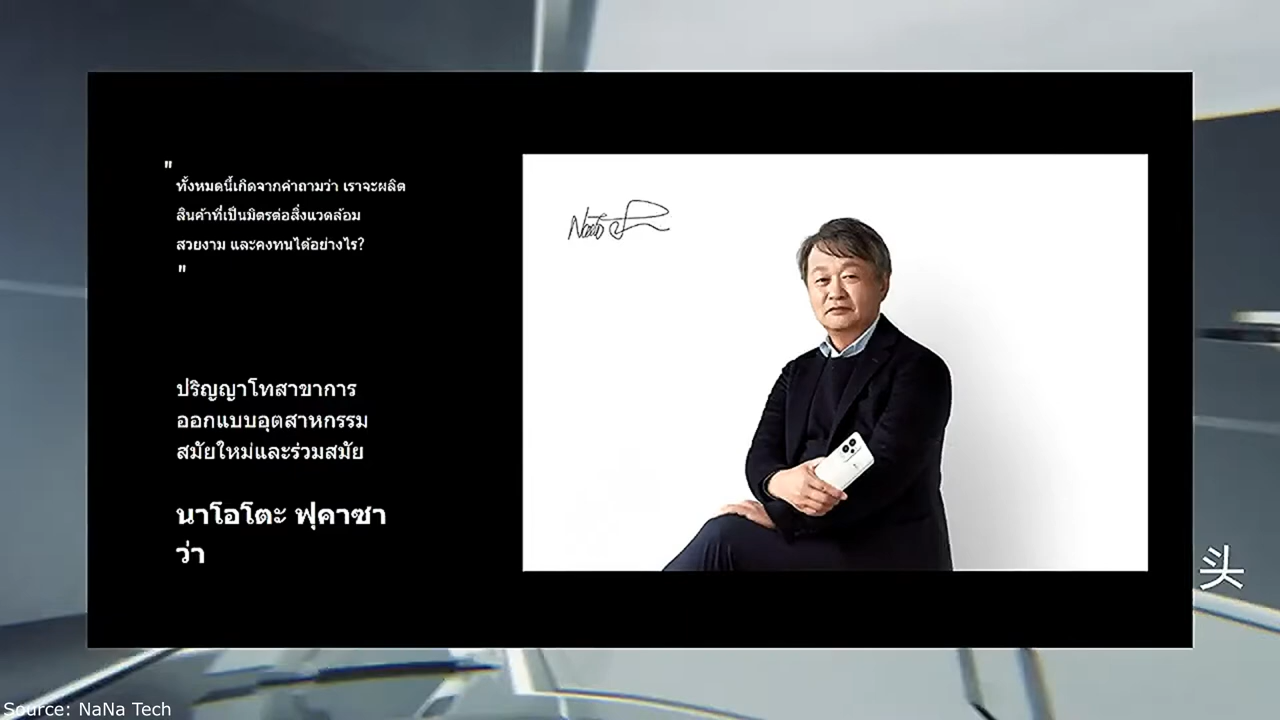 "
ทั้งหมดนี้เกิดจากคำถามว่า เราจะผลิต
สินค้าที่เป็นมิตรต่อสิ่งแวดล้อม
สวยงาม และคงทนได้อย่างไร?
"
ปริญญาโทสาขาการ
ออกแบบอุตสาหกรรม
สมัยใหม่และร่วมสมัย
นาโอโตะ ฟุคาซา
ว่า
头
Source: NaNa Tech